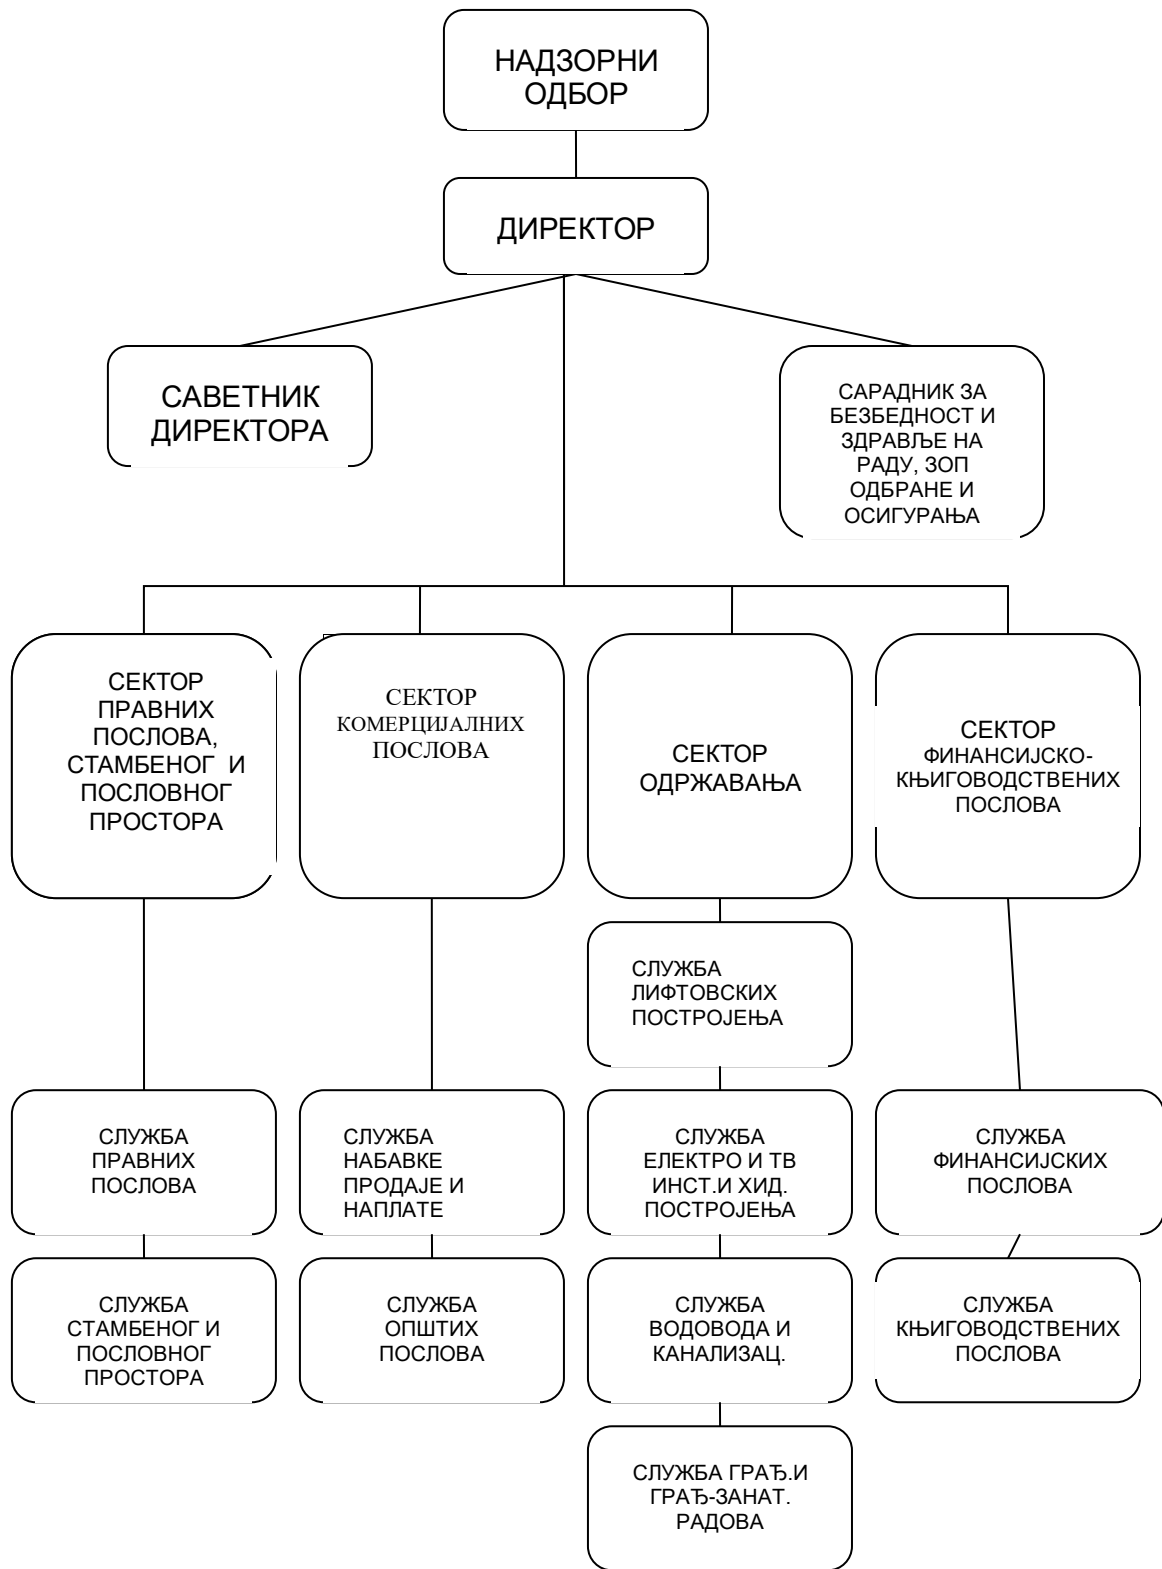 НАДЗОРНИ
ОДБОР
ДИРЕКТОР
САВЕТНИК
ДИРЕКТОРА
САРАДНИК ЗА
БЕЗБЕДНОСТ И
ЗДРАВЉЕ НА
РАДУ, ЗОП
ОДБРАНЕ И
ОСИГУРАЊА
СЕКТОР
ПРАВНИХ
ПОСЛОВА,
СТАМБЕНОГ И
ПОСЛОВНОГ
ПРОСТОРА
СЕКТОР
КОМЕРЦИЈАЛНИХ
ПОСЛОВА
СЕКТОР
ОДРЖАВАЊА
СЕКТОР
ФИНАНСИЈСКО-
КЊИГОВОДСТВЕНИХ
ПОСЛОВА
СЛУЖБА
ЛИФТОВСКИХ
ПОСТРОЈЕЊА
СЛУЖБА
ПРАВНИХ
ПОСЛОВА
СЛУЖБА
НАБАВКЕ
ПРОДАЈЕ И
НАПЛАТЕ
СЛУЖБА
ЕЛЕКТРО И ТВ
ИНСТ.И ХИД.
ПОСТРОЈЕЊА
СЛУЖБА
ФИНАНСИЈСКИХ
ПОСЛОВА
СЛУЖБА
СТАМБЕНОГ И
ПОСЛОВНОГ
ПРОСТОРА
СЛУЖБА
ОПШТИХ
ПОСЛОВА
СЛУЖБА
ВОДОВОДА И
КАНАЛИЗАЦ.
СЛУЖБА
КЊИГОВОДСТВЕНИХ
ПОСЛОВА
СЛУЖБА ГРАЂ.И
ГРАЂ-ЗАНАТ.
РАДОВА